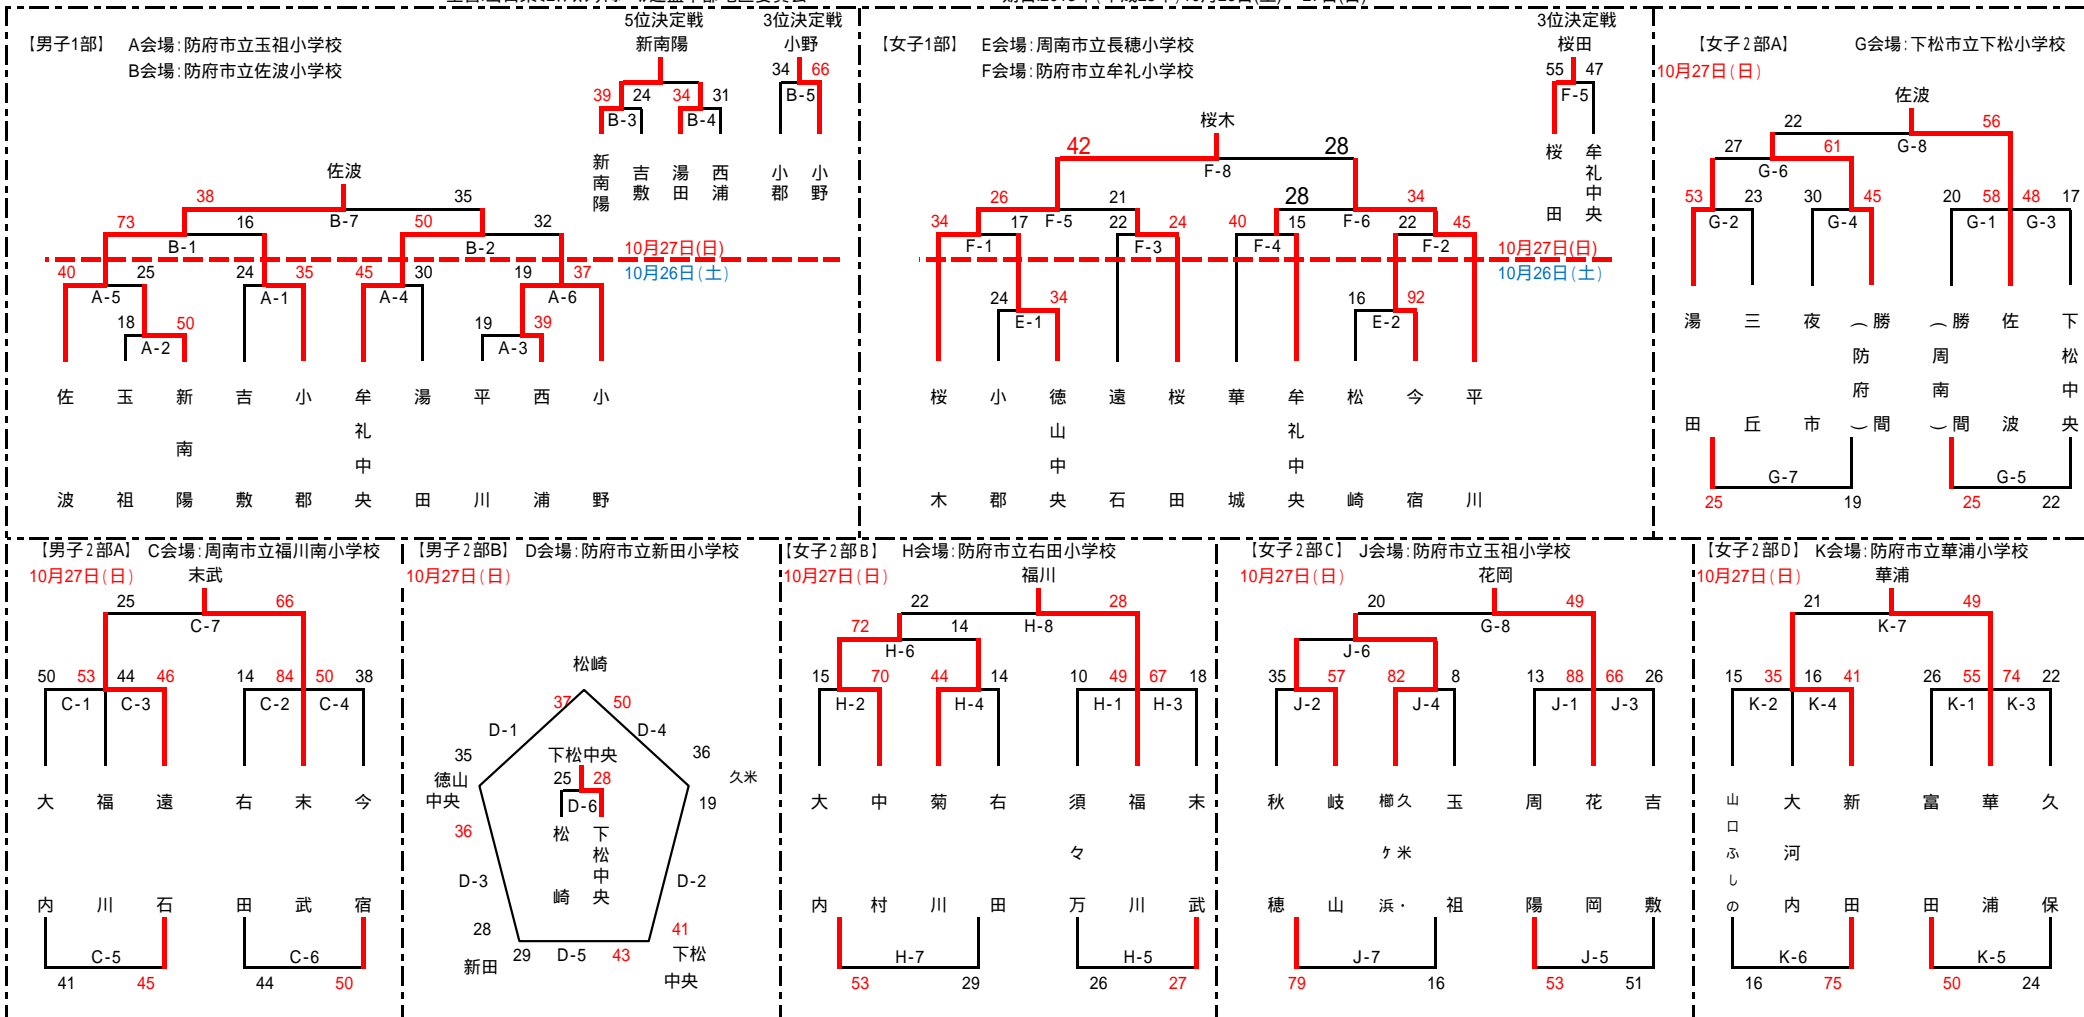 【男子1部】 A会場:防府市立玉祖小学校
B会場:防府市立佐波小学校
5位決定戦
新南陽
39 24 34 31
B-3 B-4
新南陽 吉敷 湯田 西浦
3位決定戦
小野
34 66
B-5
小郡 小野
佐波
38 35
B-7
73 16 50 32
B-1 B-2
10月27日(日)
10月26日(土)
40 25 24 35 45 30 19 37
A-5 A-1 A-4 A-6
18 50 19 39
A-2 A-3
佐波 玉祖 新南陽 吉敷 小郡 牟礼中央 湯田 平川 西浦 小野
【女子1部】 E会場:周南市立長穂小学校
F会場:防府市立牟礼小学校
3位決定戦
桜田
55 47
F-5
桜田 牟礼中央
桜木
42 28
F-8
26 21 28 34
F-5 F-6
34 17 22 24 40 15 22 45
F-1 F-3 F-4 F-2
10月27日(日)
10月26日(土)
24 34 16 92
E-1 E-2
桜木 小郡 徳山中央 遠石 桜田 華城 牟礼中央 松崎 今宿 平川
【女子2部A】 G会場:下松市立下松小学校
10月27日(日)
佐波
22 56
G-8
27 61
G-6
53 23 30 45 20 58 48 17
G-2 G-4 G-1 G-3
湯田 三丘 夜市 勝間(防府) 勝間(周南) 佐波 下松中央
G-7 G-5
25 19 25 22
【男子2部A】 C会場:周南市立福川南小学校
10月27日(日) 末武
25 66
C-7
50 53 44 46 14 84 50 38
C-1 C-3 C-2 C-4
大内 福川 遠石 右田 末武 今宿
C-5 C-6
41 45 44 50
【男子2部B】 D会場:防府市立新田小学校
10月27日(日)
松崎
37 50
D-1 D-4
35 36
徳山中央 久米
36 19
下松中央
25 28
D-6
松崎 下松中央
D-3 D-2
28 41
新田 29 D-5 43 下松中央
【女子2部B】 H会場:防府市立右田小学校
10月27日(日) 福川
22 28
H-8
72 14
H-6
15 70 44 14 10 49 67 18
H-2 H-4 H-1 H-3
大内 中村 菊川 右田 須々万 福川 末武
H-7 H-5
53 29 26 27
【女子2部C】 J会場:防府市立玉祖小学校
10月27日(日) 花岡
20 49
G-8
J-6
35 57 82 8 13 88 66 26
J-2 J-4 J-1 J-3
秋穂 岐山 櫛ケ浜・久米 玉祖 周陽 花岡 吉敷
J-7 J-5
79 16 53 51
【女子2部D】 K会場:防府市立華浦小学校
10月27日(日) 華浦
21 49
K-7
15 35 16 41 26 55 74 22
K-2 K-4 K-1 K-3
山口ふしの 大河内 新田 富田 華浦 久保
K-6 K-5
16 75 50 24